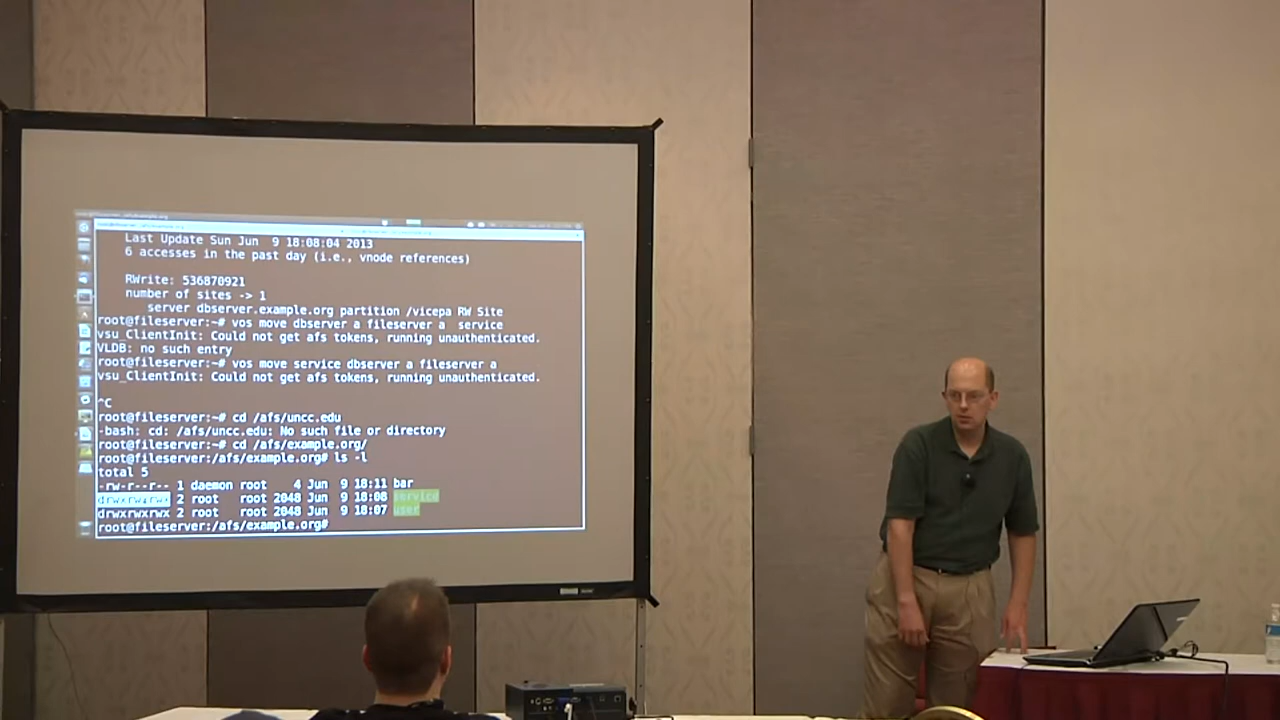 Last Update Sun Jun 9 18:08:04 2013
6 accesses in the past day (i.e., vnode references)
RWrite: 536870921
number of sites -> 1
server dbserver.example.org partition /vicepa RW Site
root@fileserver:~# vos move dbserver a fileserver a service
vsu_ClientInit: Could not get afs tokens, running unauthenticated.
VLDB: no such entry
root@fileserver:~# vos move service dbserver a fileserver a
vsu_ClientInit: Could not get afs tokens, running unauthenticated.
^C
root@fileserver:~# cd /afs/uncc.edu
-bash: cd: /afs/uncc.edu: No such file or directory
root@fileserver:~# cd /afs/example.org/
root@fileserver:/afs/example.org# ls -l
total 5
-rw-r--r-- 1 daemon root 4 Jun 9 18:11 bar
drwxrwxrwx 2 root root 2048 Jun 9 18:08 service
drwxrwxrwx 2 root root 2048 Jun 9 18:07 user
root@fileserver:/afs/example.org#